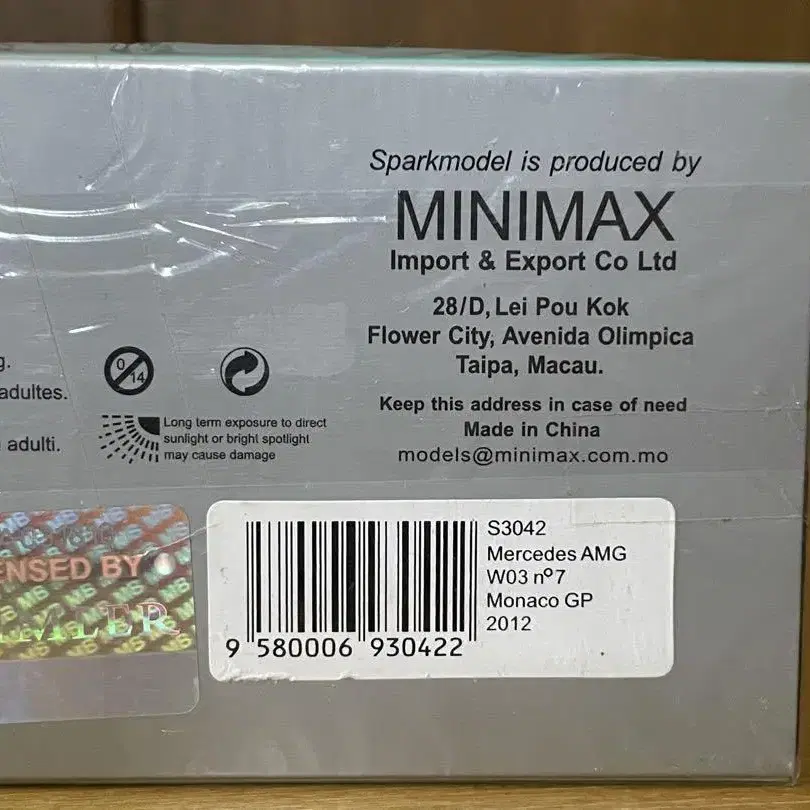 Sparkmodel is produced by
MINIMAX
Import & Export Co Ltd
28/D, Lei Pou Kok
Flower City, Avenida Olimpica
Taipa, Macau.
Keep this address in case of need
Made in China
models@minimax.com.mo
adultes.
adulti.
0
14
Long term exposure to direct
sunlight or bright spotlight
may cause damage
ENSED BY
MLER
S3042
Mercedes AMG
W03 nº7
Monaco GP
2012
9 580006 930422